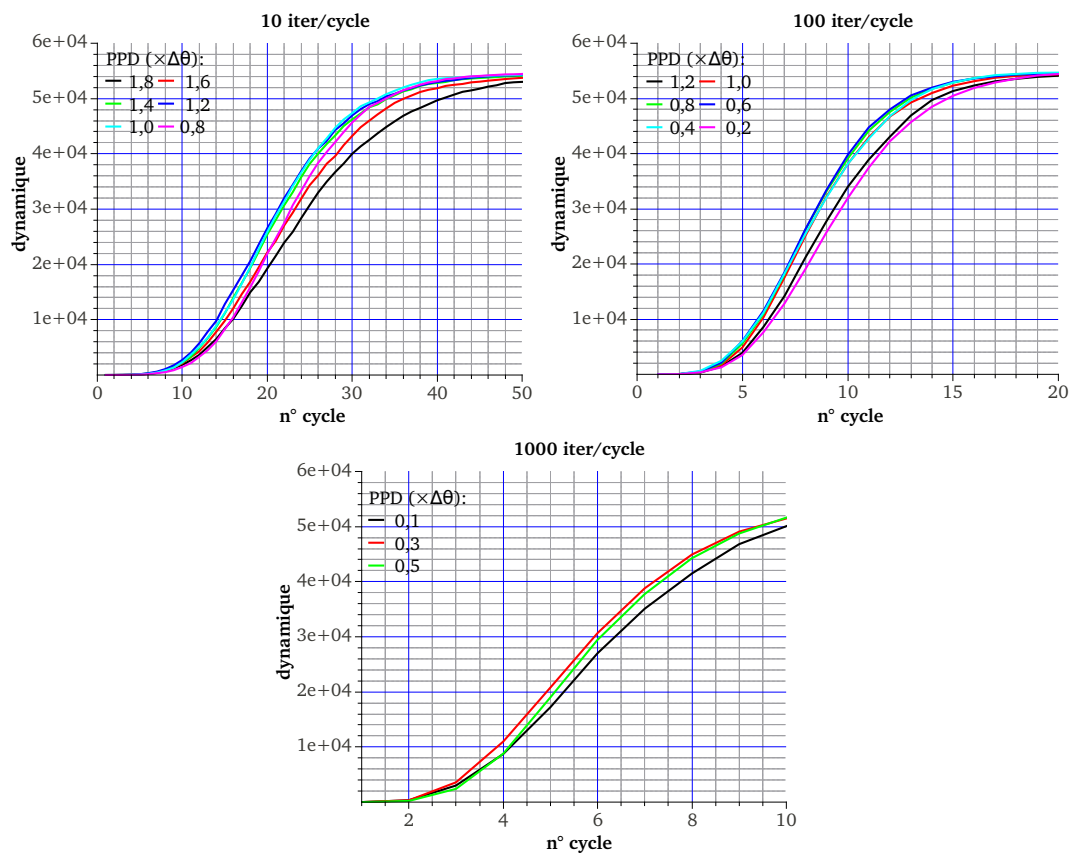 10 iter/cycle
6e+04
5e+04
4e+04
3e+04
2e+04
1e+04
PPD (×Δθ):
1,8 1,6
1,4 1,2
1,0 0,8
dynamique
0 10 20 30 40 50
n° cycle
100 iter/cycle
6e+04
5e+04
4e+04
3e+04
2e+04
1e+04
PPD (×Δθ):
1,2 1,0
0,8 0,6
0,4 0,2
dynamique
0 5 10 15 20
n° cycle
1000 iter/cycle
6e+04
5e+04
4e+04
3e+04
2e+04
1e+04
PPD (×Δθ):
0,1
0,3
0,5
dynamique
2 4 6 8 10
n° cycle